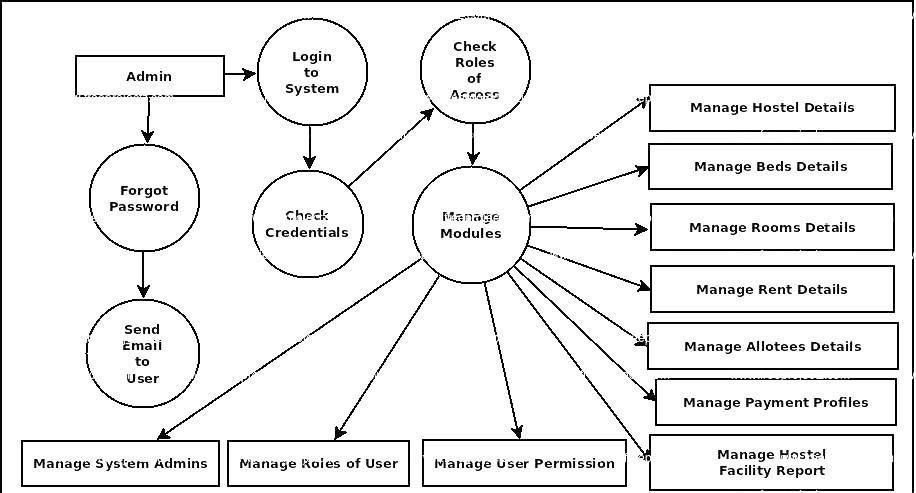 Admin
Login
to
System
Check
Roles
of
Access
Manage Hostel Details
Manage Beds Details
Forgot
Password
Check
Credentials
Manage
Modules
Manage Rooms Details
Manage Rent Details
Send
Email
to
User
Manage Allotees Details
Manage Payment Profiles
Manage System Admins
Manage Roles of User
Manage User Permission
Manage Hostel
Facility Report